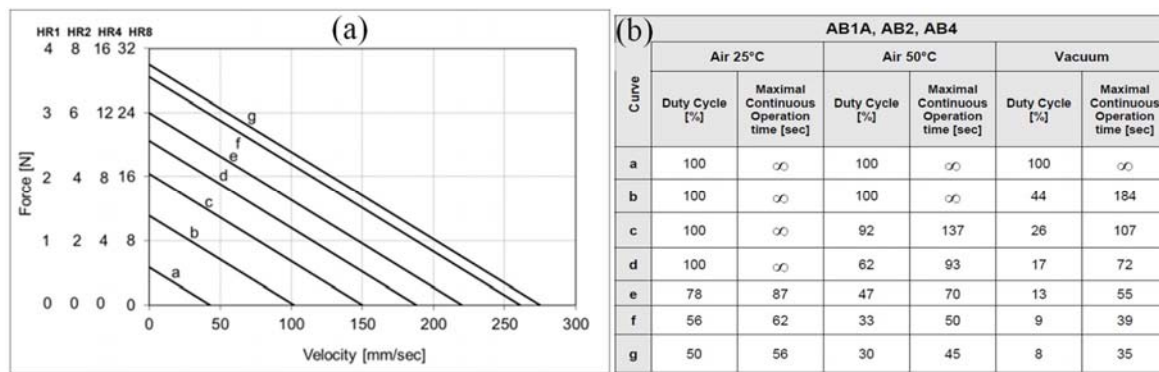 (a)
HR1 HR2 HR4 HR8
4 8 16 32
3 6 12 24
2 4 8 16
1 2 4 8
0 0 0 0
Force [N]
g
f
e
d
c
b
a
0 50 100 150 200 250 300
Velocity [mm/sec]
(b)
AB1A, AB2, AB4
Curve
Air 25°C Air 50°C Vacuum
Duty Cycle [%] Maximal Continuous Operation time [sec] Duty Cycle [%] Maximal Continuous Operation time [sec] Duty Cycle [%] Maximal Continuous Operation time [sec]
a 100 ∞ 100 ∞ 100 ∞
b 100 ∞ 100 ∞ 44 184
c 100 ∞ 92 137 26 107
d 100 ∞ 62 93 17 72
e 78 87 47 70 13 55
f 56 62 33 50 9 39
g 50 56 30 45 8 35